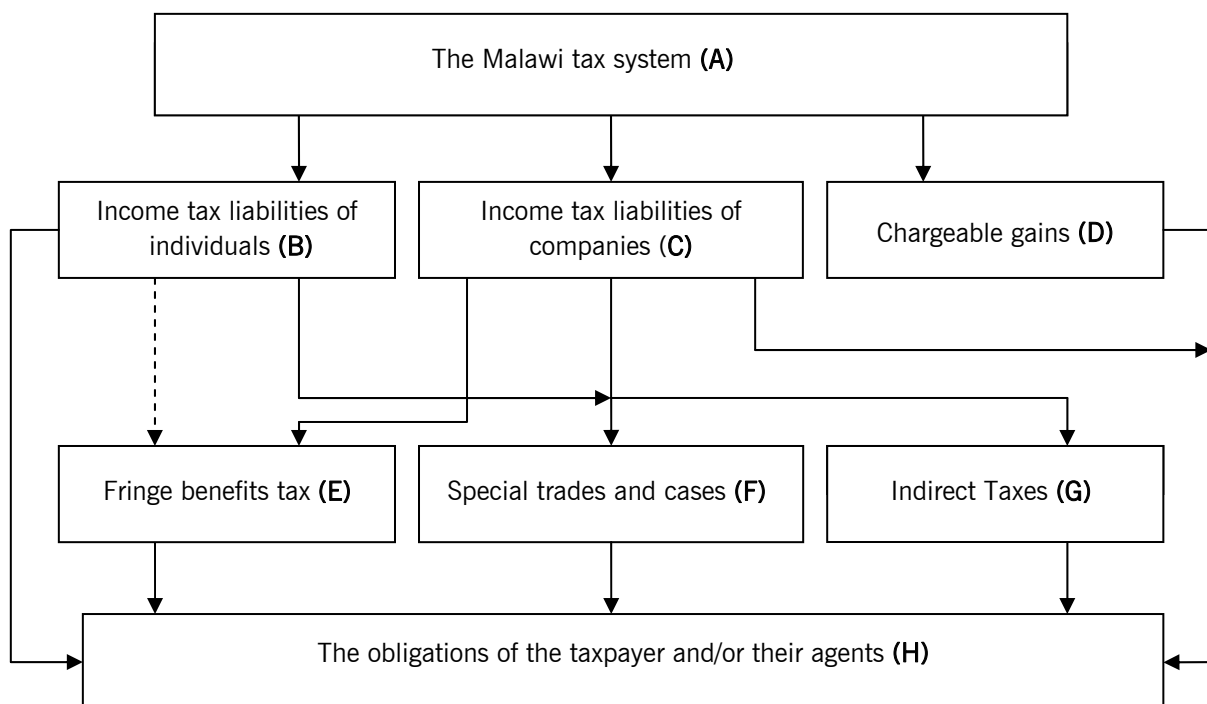 The Malawi tax system (A)
Income tax liabilities of
individuals (B)
Income tax liabilities of
companies (C)
Chargeable gains (D)
Fringe benefits tax (E)
Special trades and cases (F)
Indirect Taxes (G)
The obligations of the taxpayer and/or their agents (H)